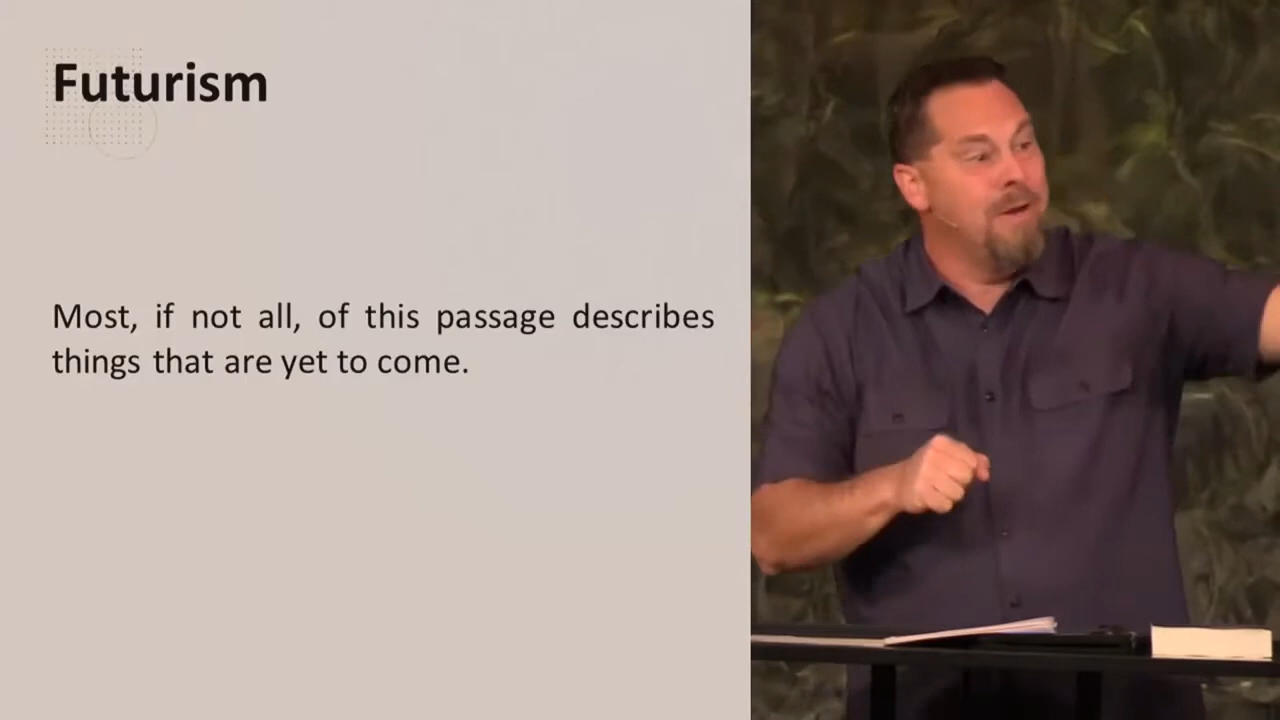 Futurism
Most, if not all, of this passage describes
things that are yet to come.